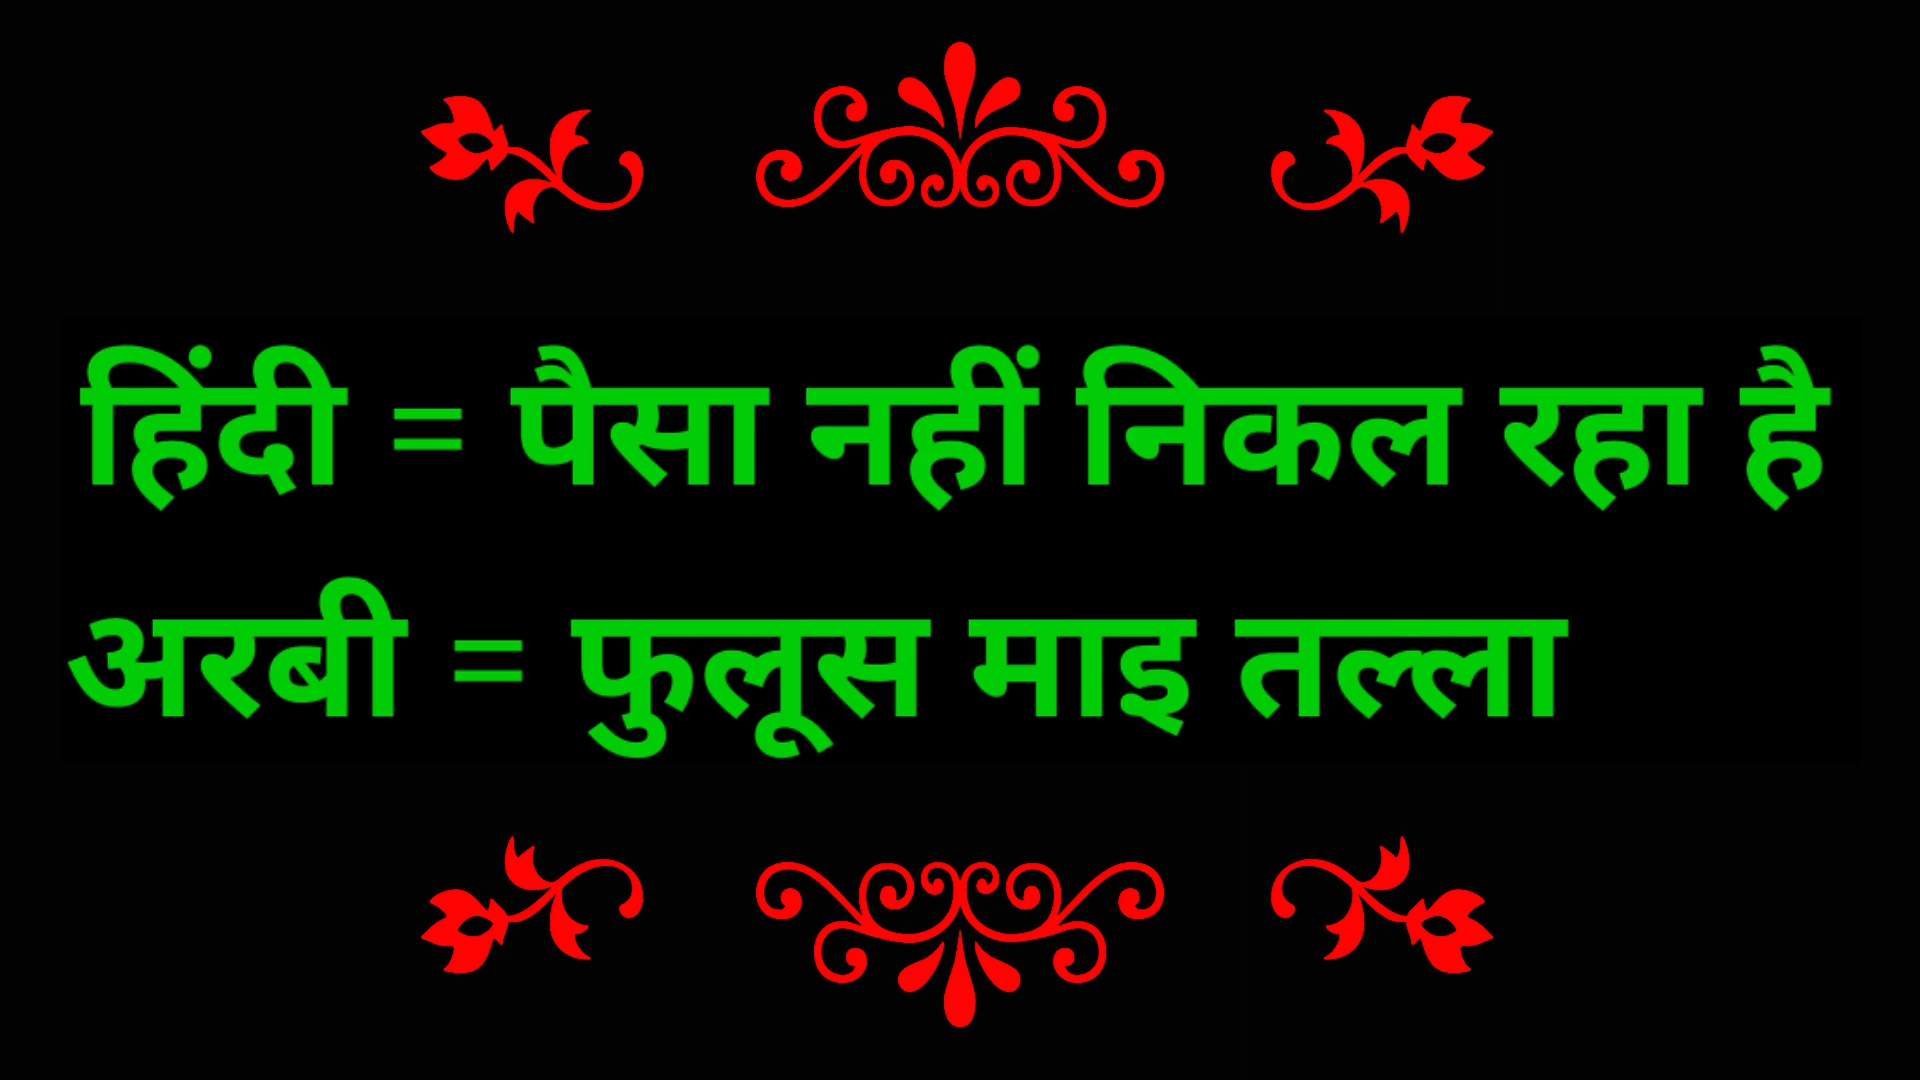 हिंदी = पैसा नहीं निकल रहा है
अरबी = फुलूस माइ तल्ला